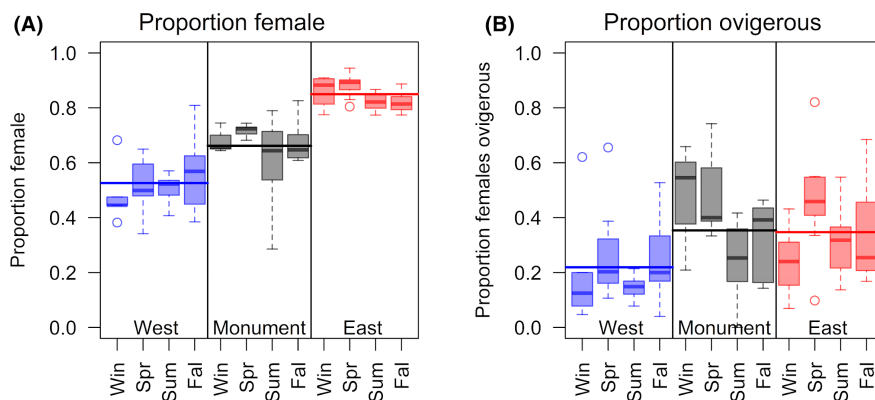 (A) Proportion female
Proportion female
1.0
0.8
0.6
0.4
0.2
0.0
West Monument East
Win Spr Sum Fal Win Spr Sum Fal Win Spr Sum Fal
(B) Proportion ovigerous
Proportion females ovigerous
1.0
0.8
0.6
0.4
0.2
0.0
West Monument East
Win Spr Sum Fal Win Spr Sum Fal Win Spr Sum Fal